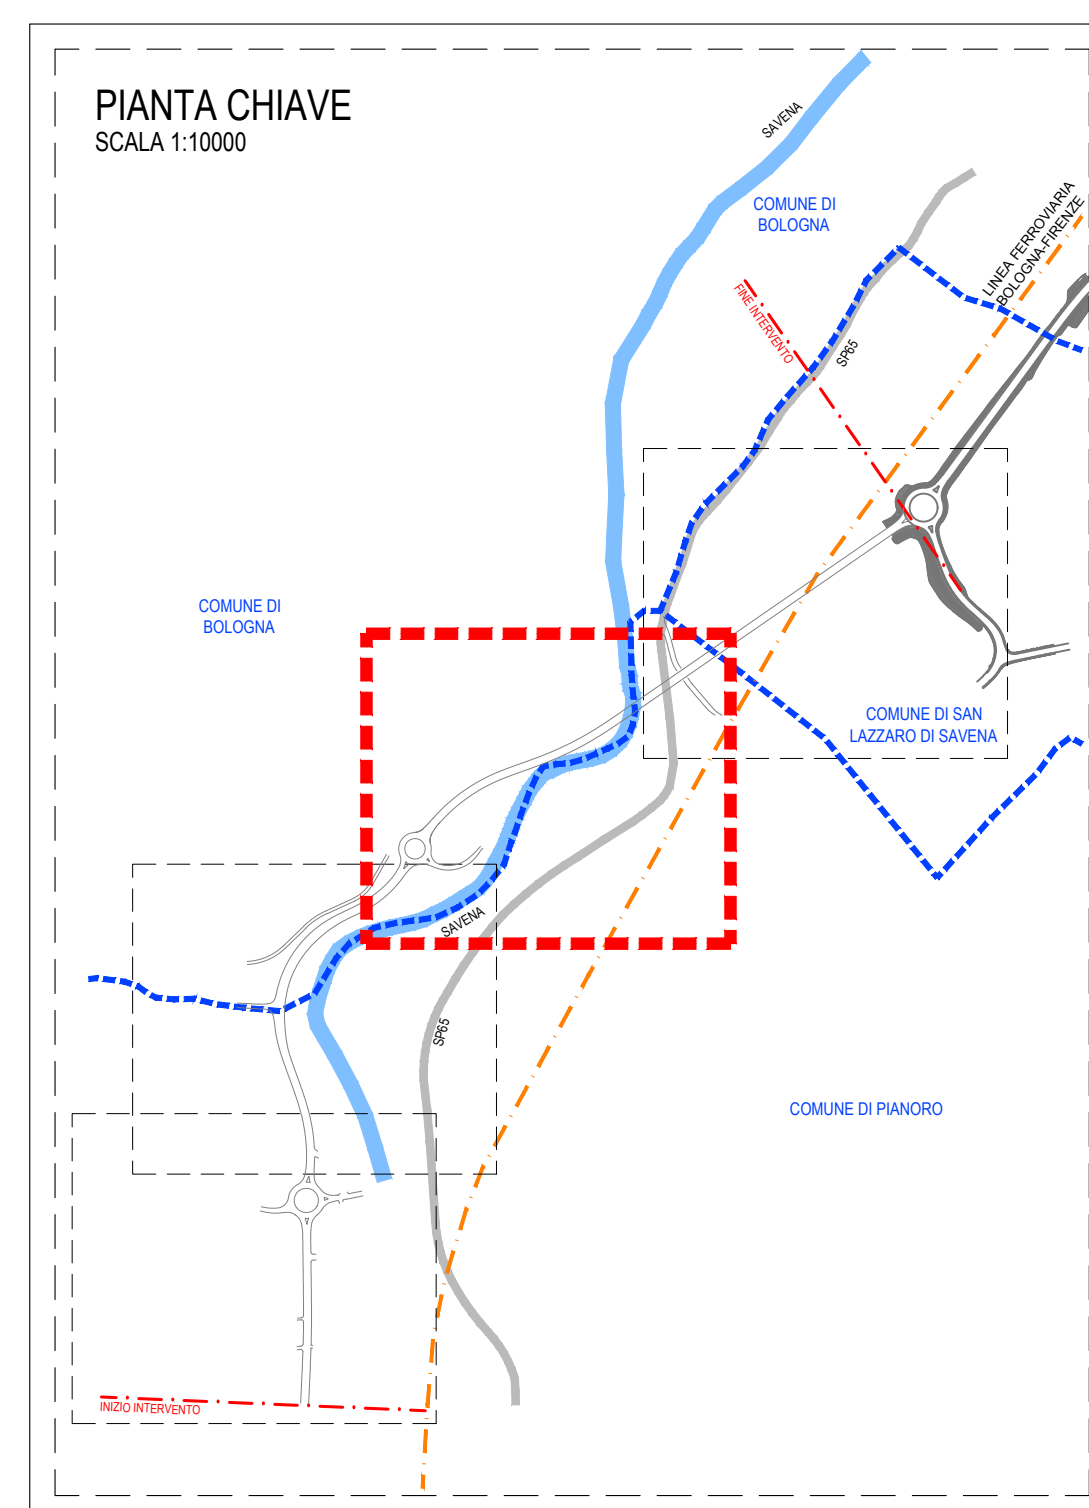 PIANTA CHIAVE
SCALA 1:10000
SAVENA
COMUNE DI
BOLOGNA
LINEA FERROVIARIA
BOLOGNA-FIRENZE
FINE INTERVENTO
SP65
COMUNE DI
BOLOGNA
COMUNE DI SAN
LAZZARO DI SAVENA
SAVENA
SP65
COMUNE DI PIANORO
INIZIO INTERVENTO